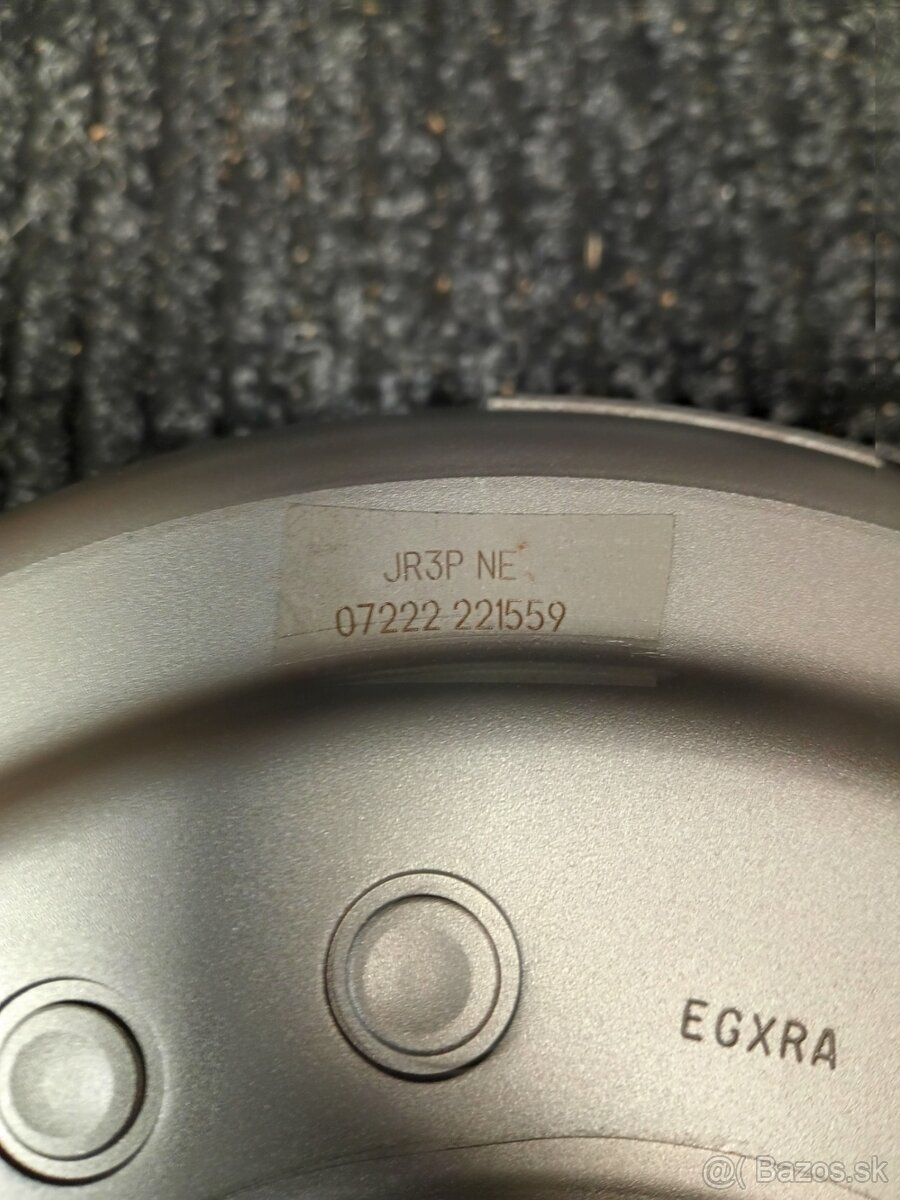 JR3P NE
07222 221559
EGXRA
@( Bazos.sk